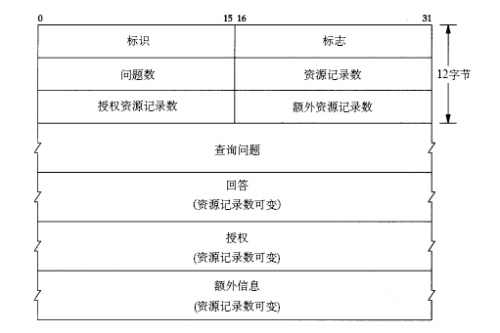 0 15 16 31
标识 标志
问题数 资源记录数 12字节
授权资源记录数 额外资源记录数
查询问题
回答
(资源记录数可变)
授权
(资源记录数可变)
额外信息
(资源记录数可变)